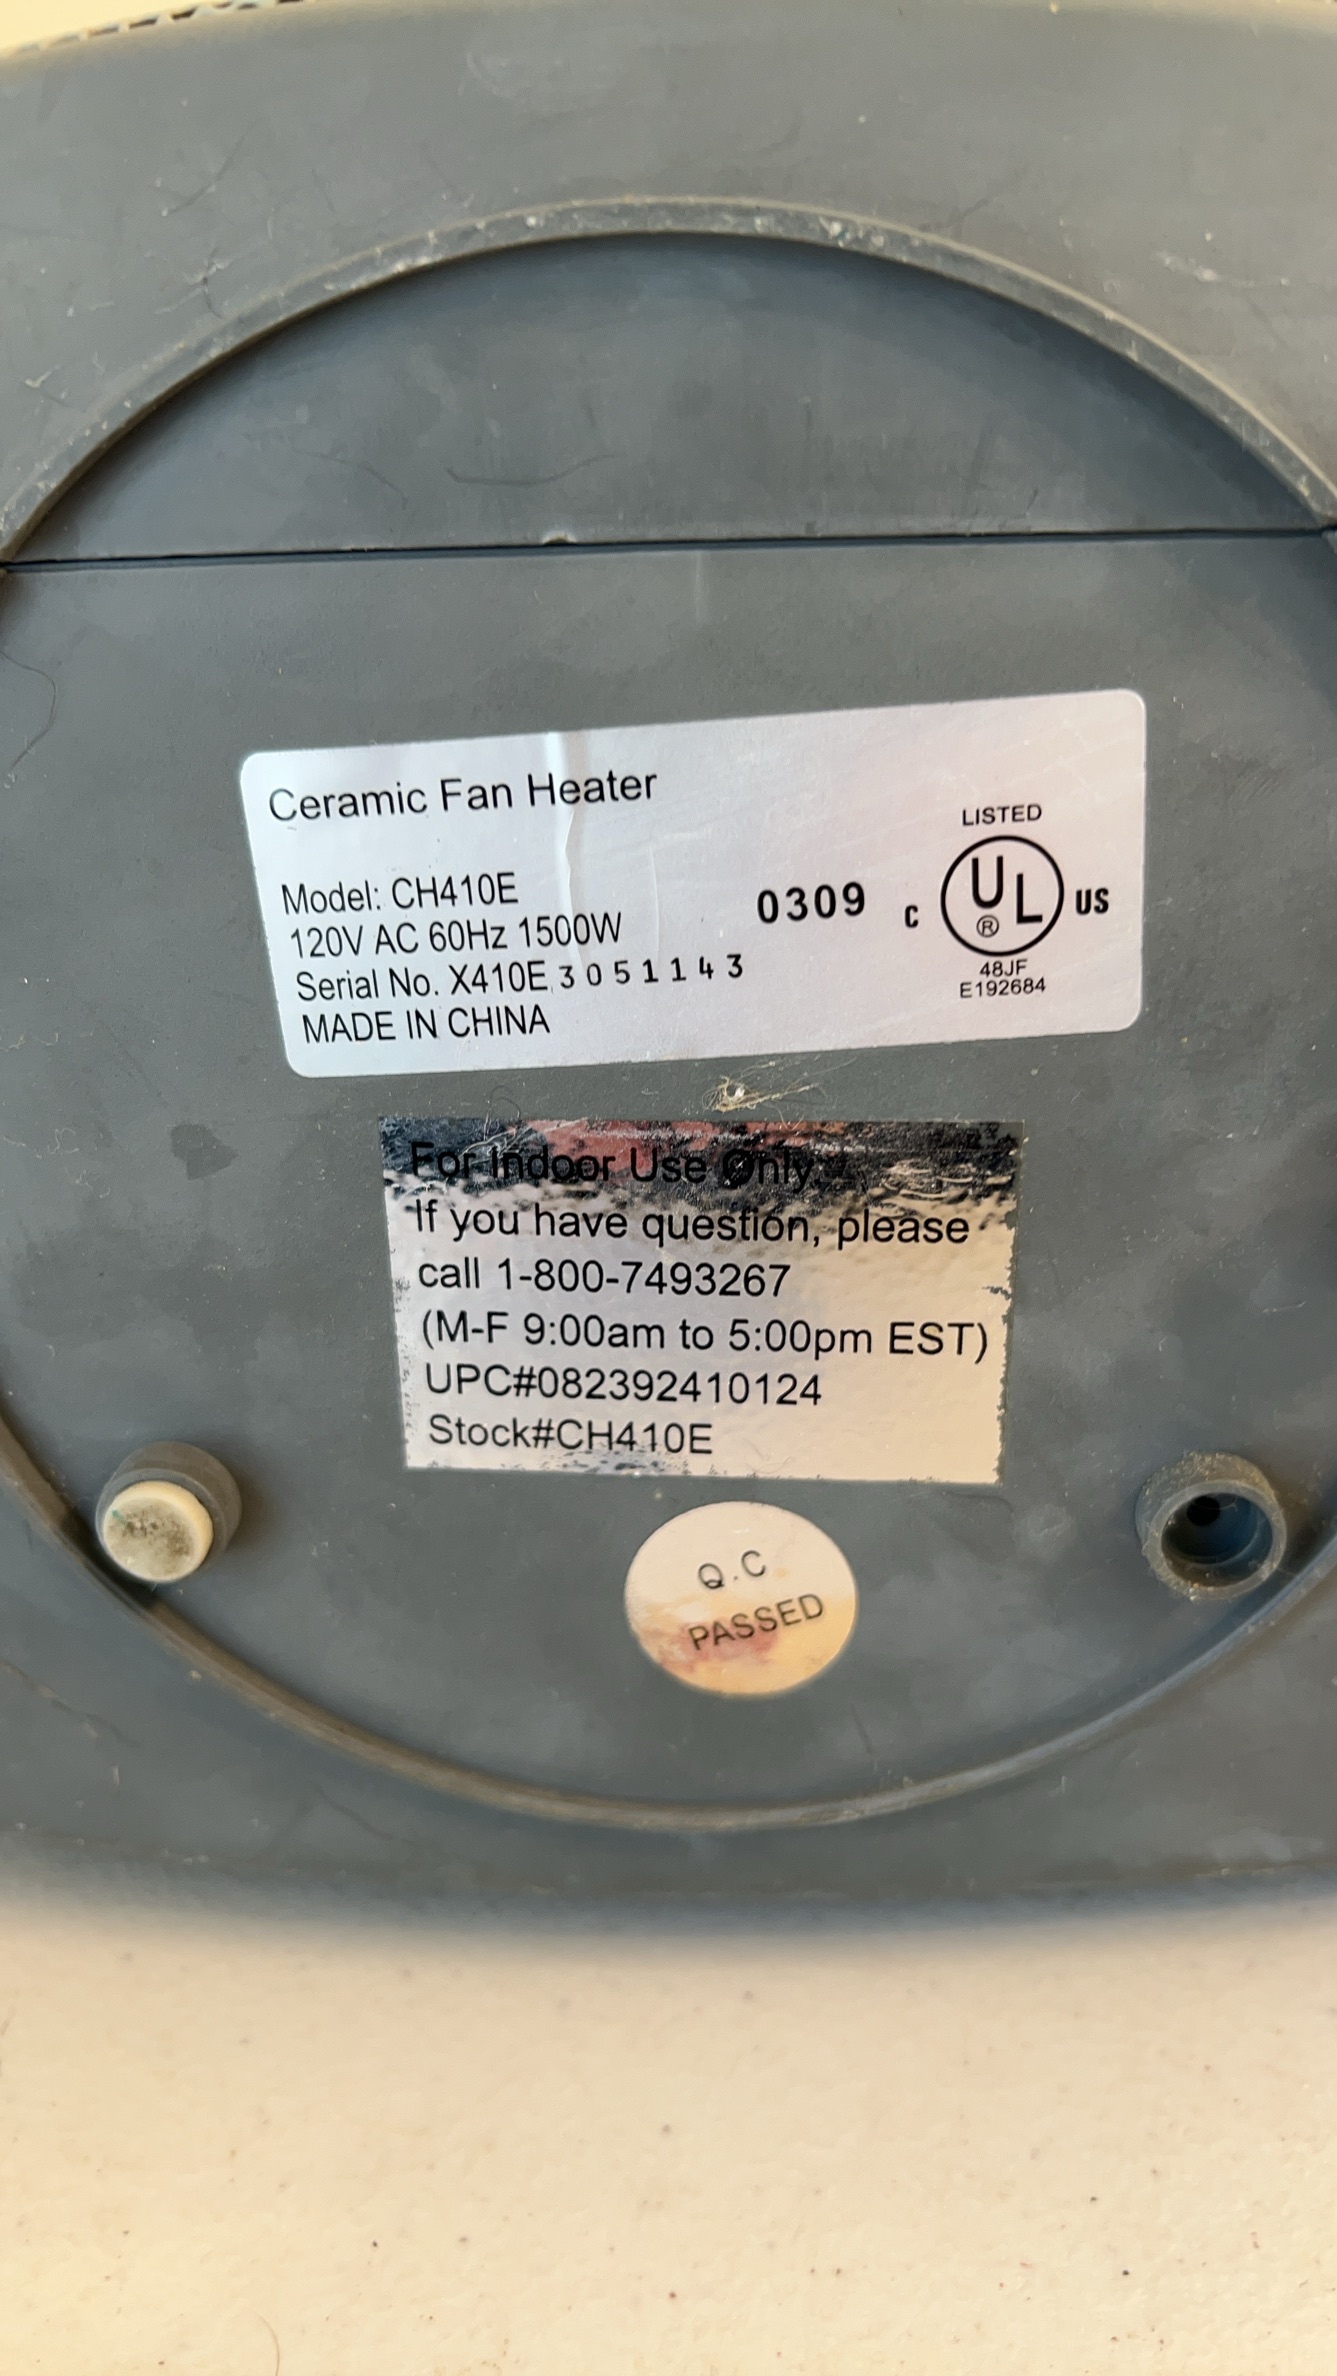 Ceramic Fan Heater
Model: CH410E
120V AC 60Hz 1500W
Serial No. X410E 3051143
MADE IN CHINA
0309
LISTED
C UL US
®
48JF
E192684
For Indoor Use Only
If you have question, please
call 1-800-7493267
(M-F 9:00am to 5:00pm EST)
UPC#082392410124
Stock#CH410E
Q.C
PASSED